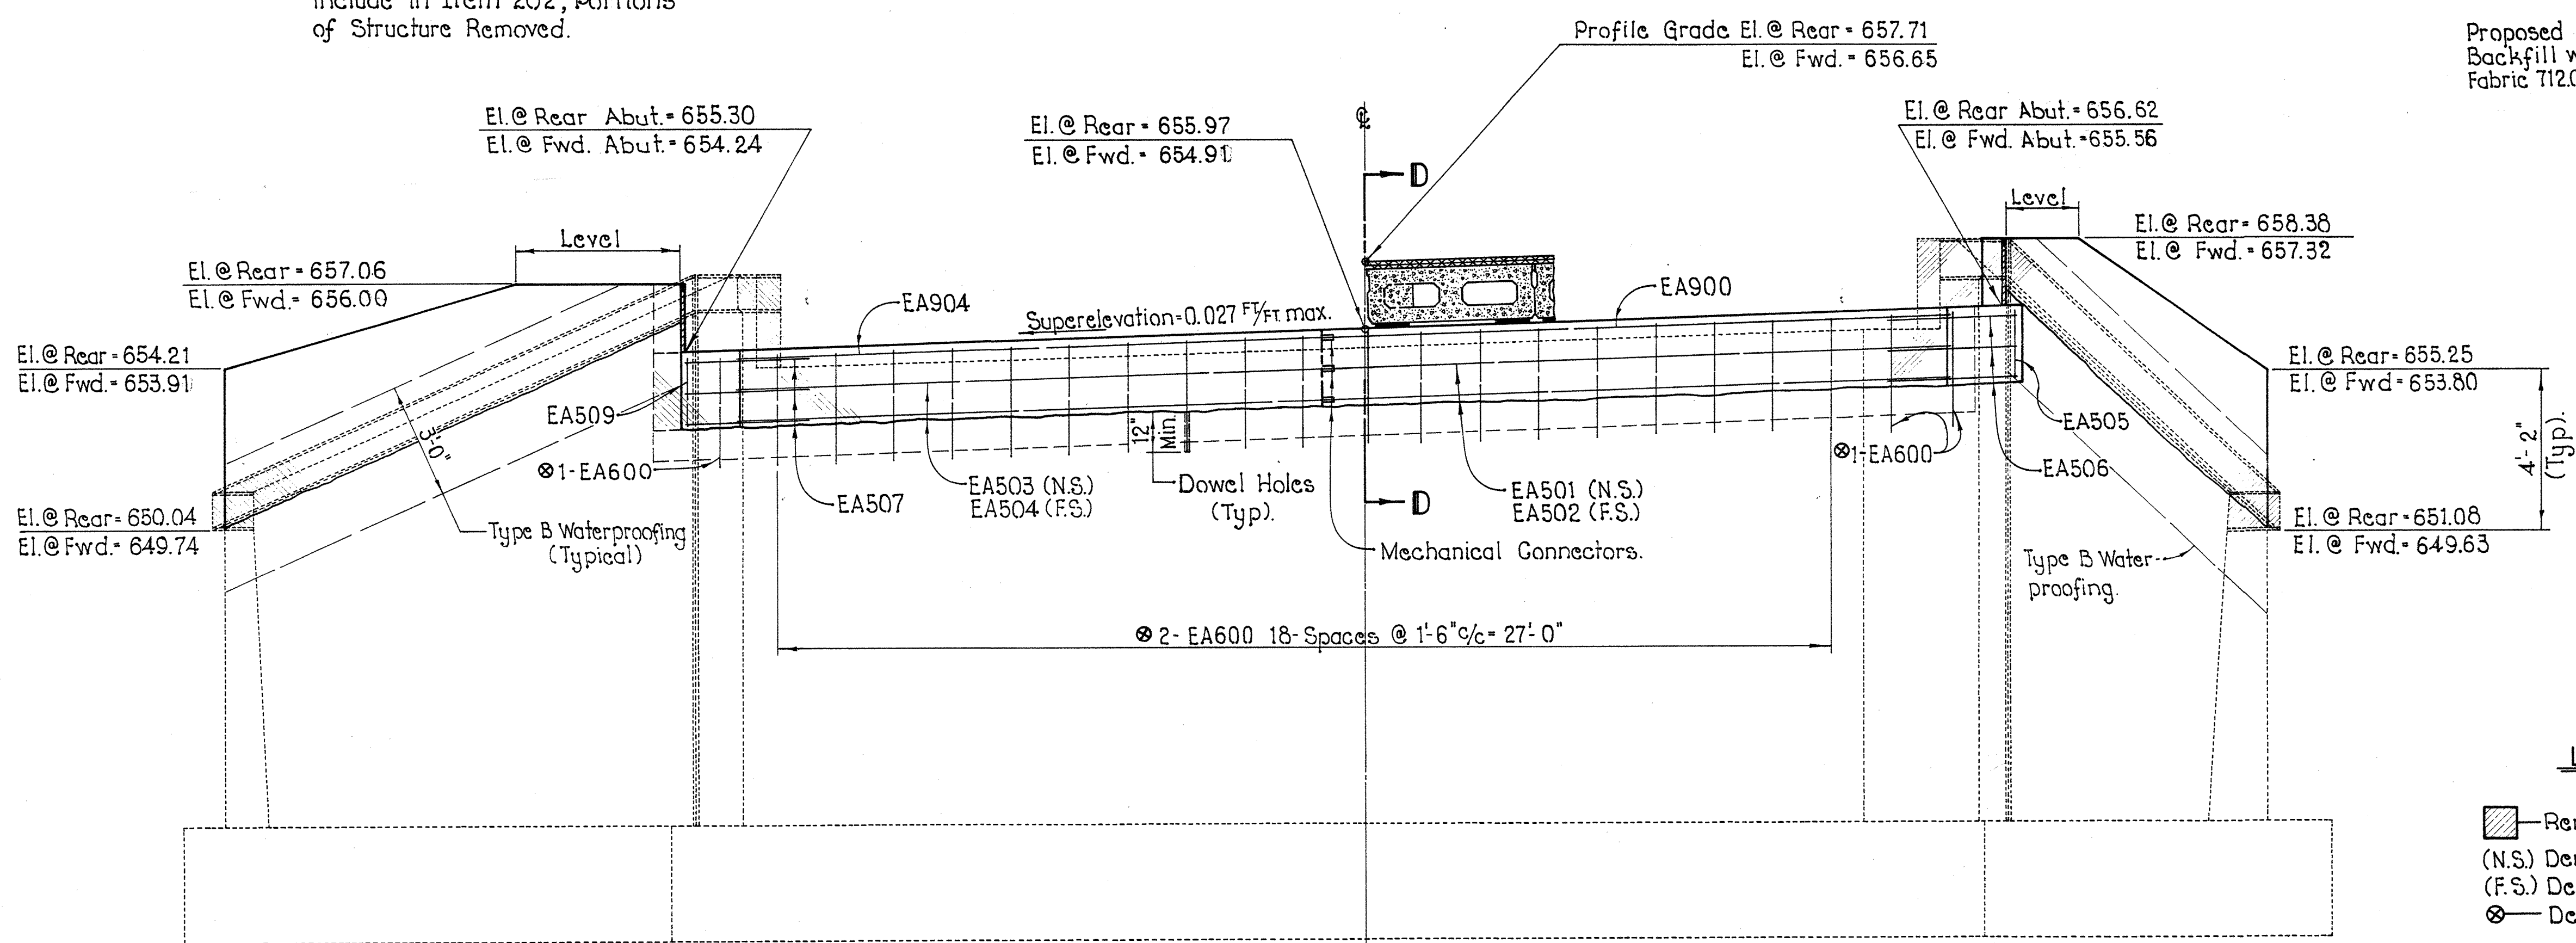 of Structure Removed.
Profile Grade El. @ Rear = 657.71
El. @ Fwd. = 656.65
Proposed
Backfill
Fabric
El. @ Rear Abut. = 655.30
El. @ Fwd. Abut. = 654.24
El. @ Rear = 655.97
El. @ Fwd. = 654.91
℄
D
El. @ Rear Abut. = 656.62
El. @ Fwd. Abut. = 655.56
Level
Level
El. @ Rear = 658.38
El. @ Fwd. = 657.32
El. @ Rear = 657.06
El. @ Fwd. = 656.00
EA904
Superelevation = 0.027 FT/FT. max.
EA900
El. @ Rear = 654.21
El. @ Fwd. = 653.91
El. @ Rear = 655.25
El. @ Fwd = 653.80
EA509
3'-0"
12"
Min.
⊗ 1-EA600
EA507
EA503 (N.S.)
EA504 (F.S.)
Dowel Holes
(Typ).
D
EA501 (N.S.)
EA502 (F.S.)
Mechanical Connectors.
⊗ 1-EA600
EA505
EA506
4'-2"
(Typ).
El. @ Rear = 650.04
El. @ Fwd. = 649.74
Type B Waterproofing
(Typical)
El. @ Rear = 651.08
El. @ Fwd. = 649.63
Type B Water-
proofing.
⊗ 2- EA600 18-Spaces @ 1'-6" c/c = 27'-0"
(N.S.)
(F.S.)
⊗